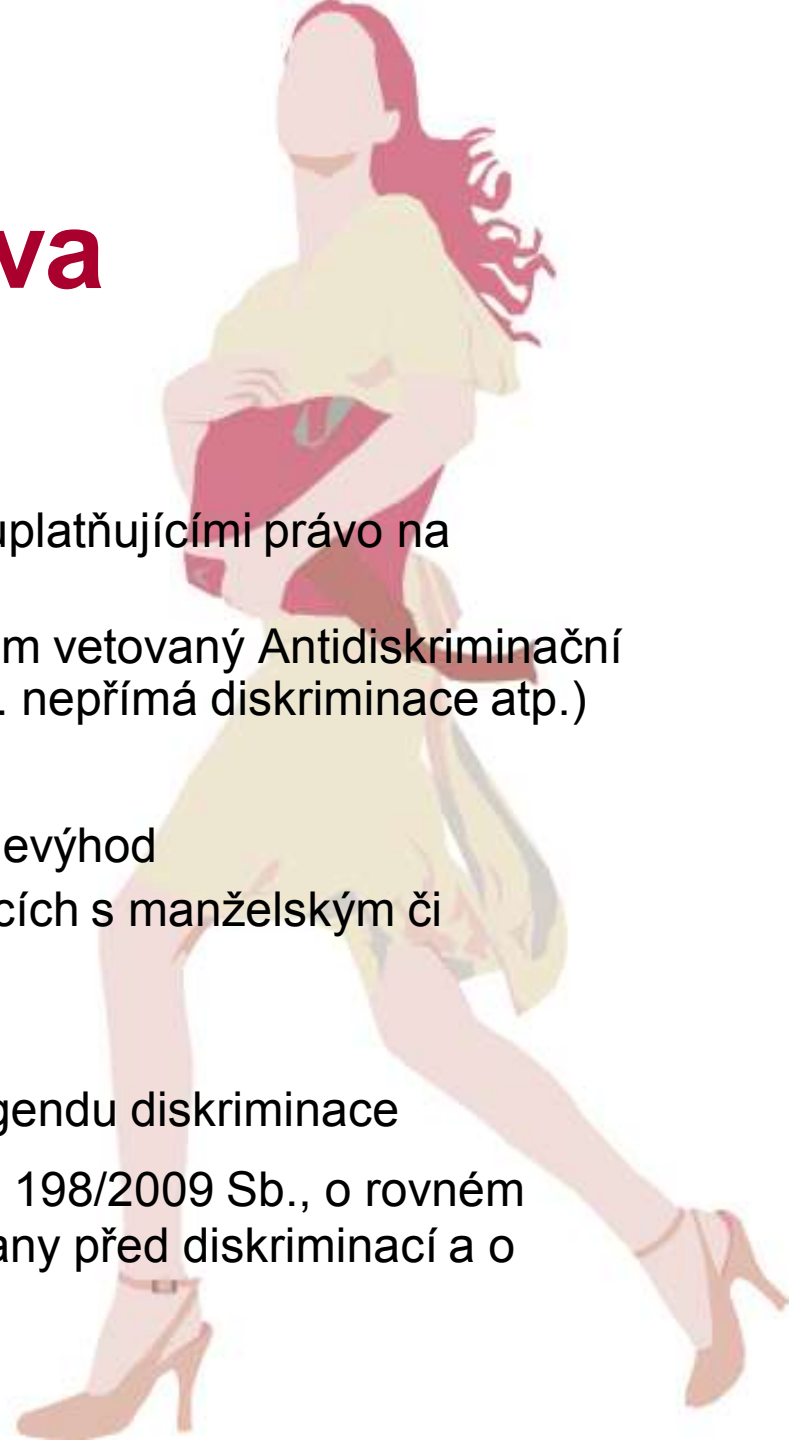 va
uplatňujícími právo na
m vetovaný Antidiskriminační
. nepřímá diskriminace atp.)
evýhod
cích s manželským či
gendu diskriminace
198/2009 Sb., o rovném
any před diskriminací a o